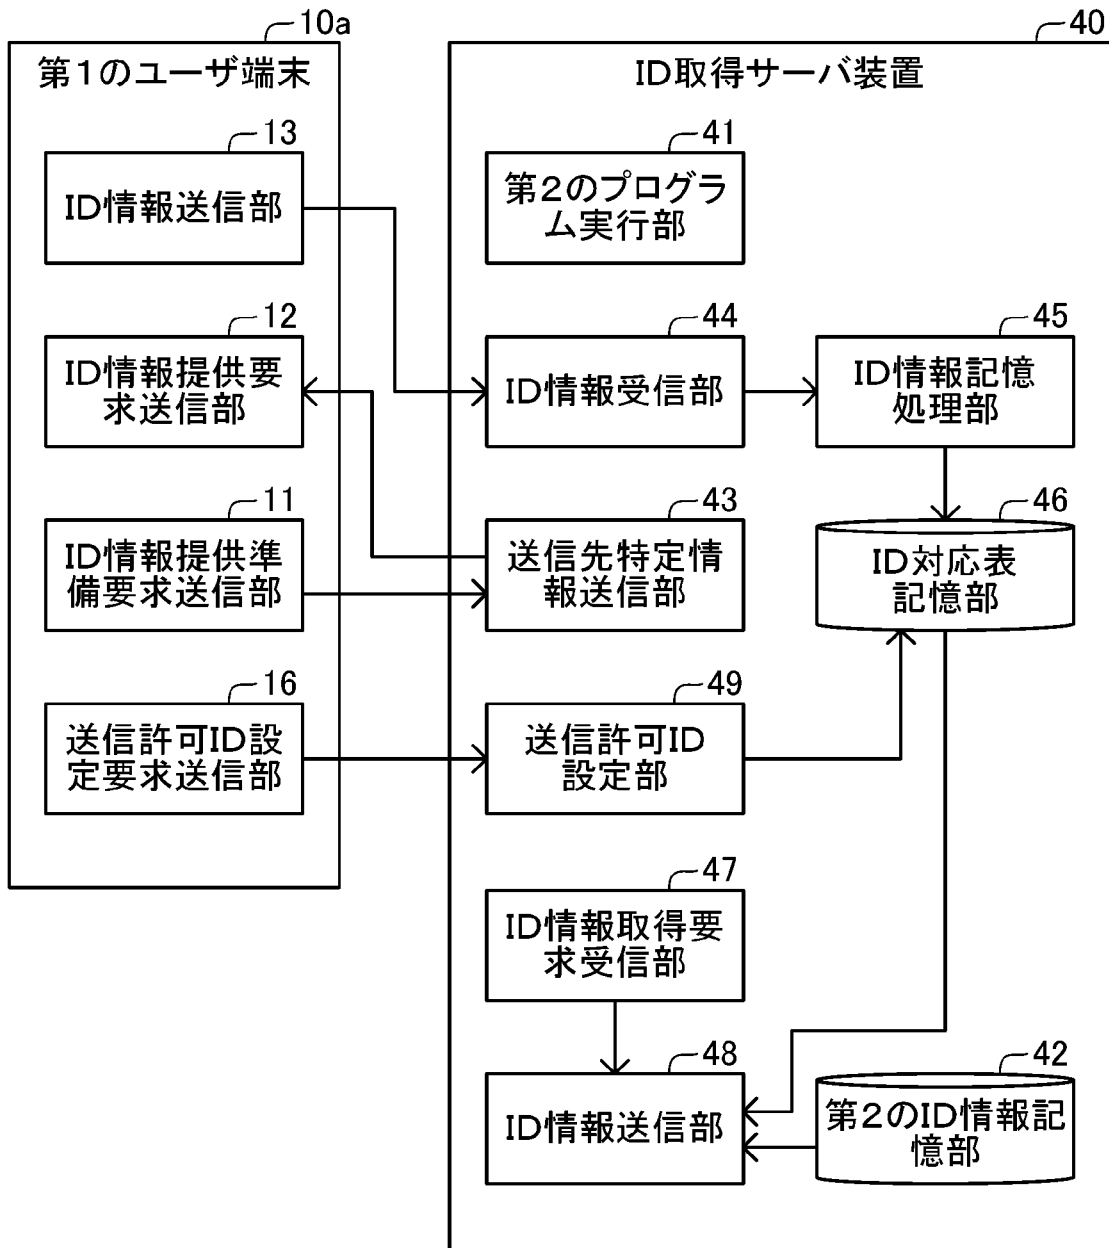 10a
第1のユーザ端末
13
ID情報送信部
12
ID情報提供要
求送信部
11
ID情報提供準
備要求送信部
16
送信許可ID設
定要求送信部
40
ID取得サーバ装置
41
第2のプログラ
ム実行部
44
ID情報受信部
45
ID情報記憶
処理部
43
送信先特定情
報送信部
46
ID対応表
記憶部
49
送信許可ID
設定部
47
ID情報取得要
求受信部
48
ID情報送信部
42
第2のID情報記
憶部